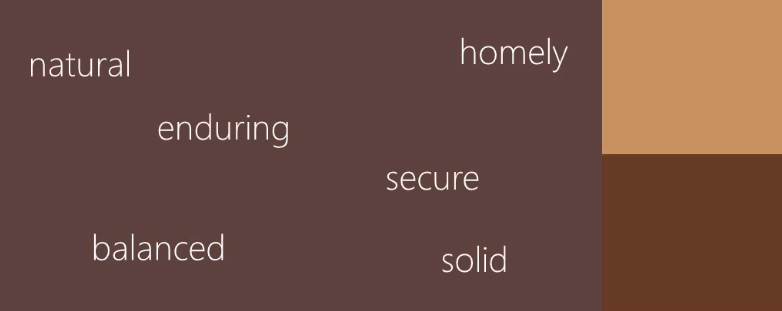 natural
homely
enduring
secure
balanced
solid